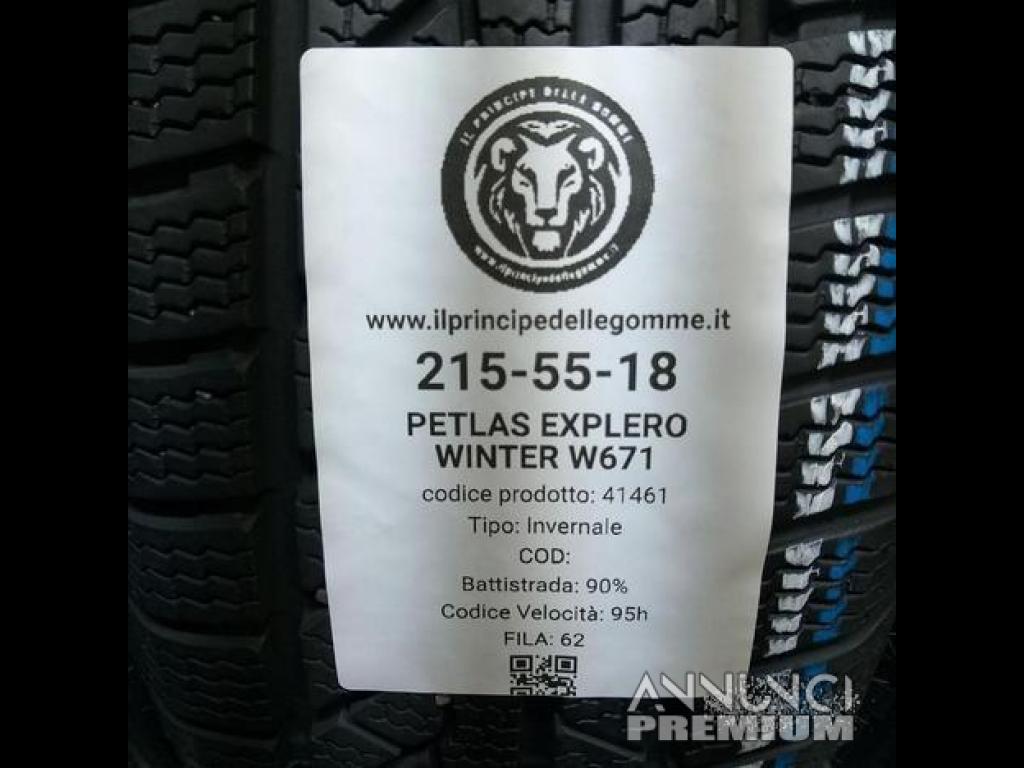 IL PRINCIPE DELLE GOMME
www.ilprincipedellegomme.it
www.ilprincipedellegomme.it
215-55-18
PETLAS EXPLERO
WINTER W671
codice prodotto: 41461
Tipo: Invernale
COD:
Battistrada: 90%
Codice Velocità: 95h
FILA: 62
ANNUNCI
PREMIUM